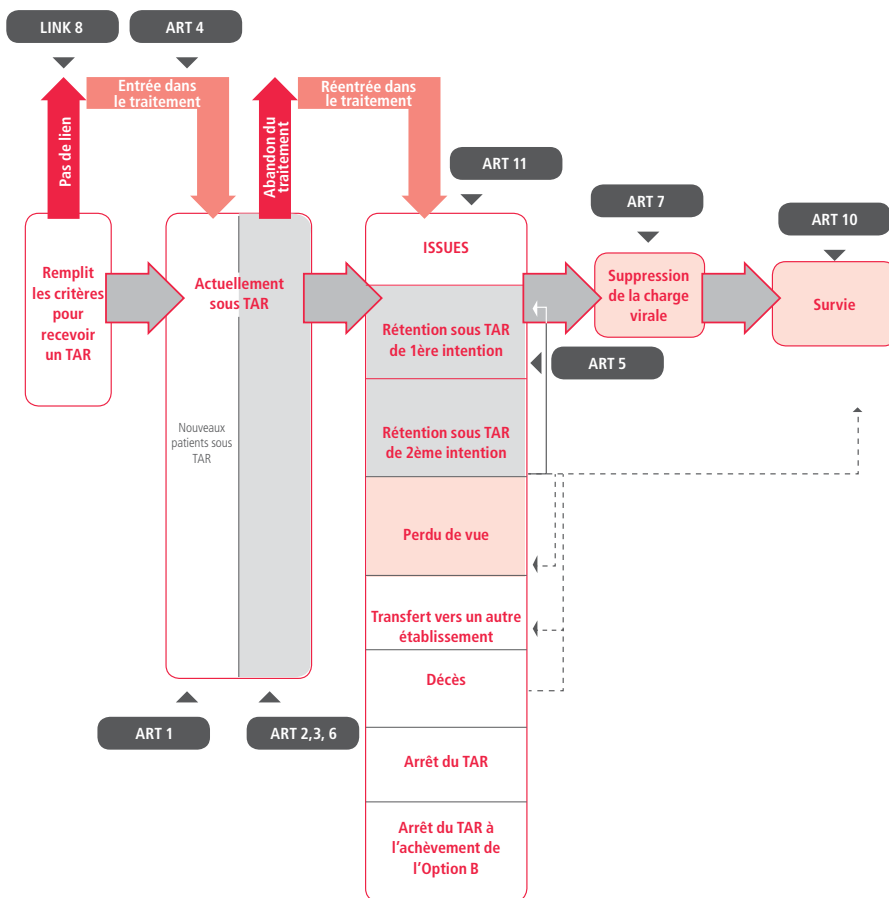 LINK 8
ART 4
Entrée dans
le traitement
Réentrée dans
le traitement
Pas de lien
Abandon du
traitement
ART 11
ART 7
ART 10
Remplit
les critères
pour
recevoir
un TAR
Actuellement
sous TAR
Nouveaux
patients sous
TAR
ISSUES
Rétention sous TAR
de 1ère intention
Rétention sous TAR
de 2ème intention
Perdu de vue
Transfert vers un autre
établissement
Décès
Arrêt du TAR
Arrêt du TAR à
l’achèvement de
l’Option B
Suppression
de la charge
virale
Survie
ART 5
ART 1
ART 2,3, 6